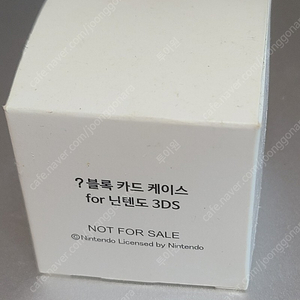 ?블록 카드 케이스
for 닌텐도 3DS
NOT FOR SALE
©Nintendo Licensed by Nintendo